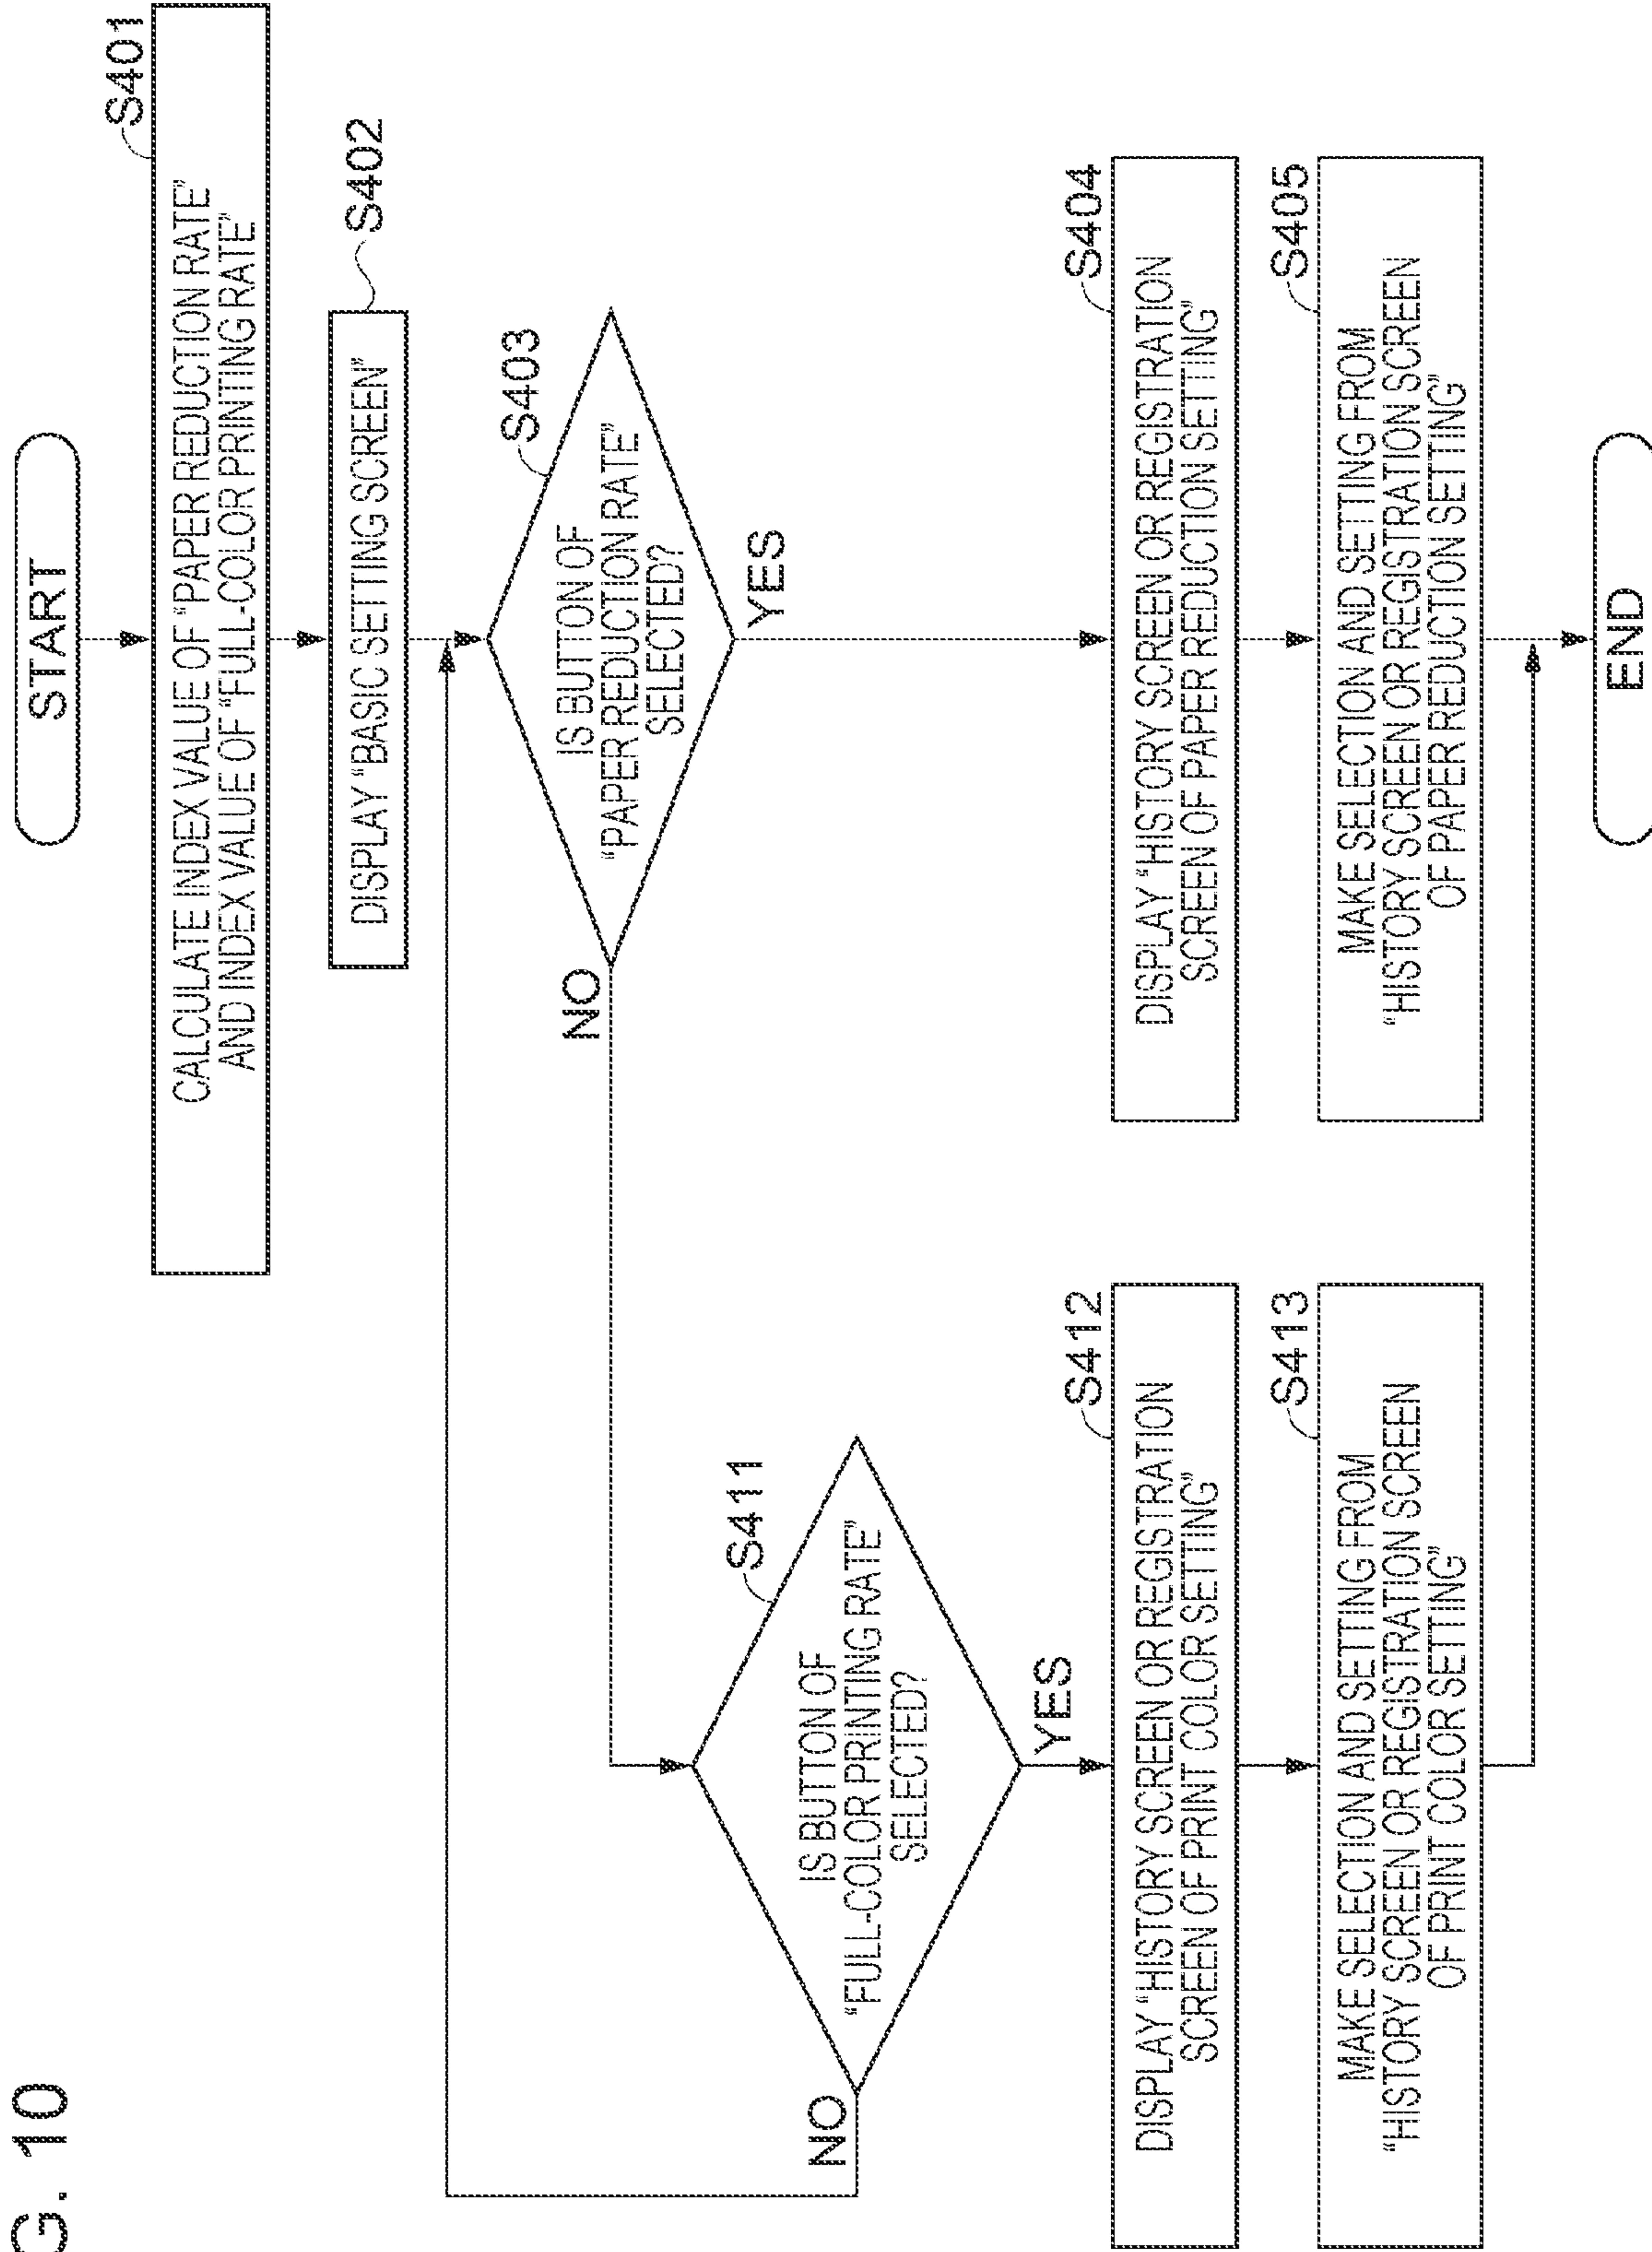 G. 10
START
S401
CALCULATE INDEX VALUE OF "PAPER REDUCTION RATE"
AND INDEX VALUE OF "FULL-COLOR PRINTING RATE"
S402
DISPLAY "BASIC SETTING SCREEN"
S403
IS BUTTON OF
"PAPER REDUCTION RATE"
SELECTED?
NO
YES
S411
IS BUTTON OF
"FULL-COLOR PRINTING RATE"
SELECTED?
NO
YES
S412
DISPLAY "HISTORY SCREEN OR REGISTRATION
SCREEN OF PRINT COLOR SETTING"
S404
DISPLAY "HISTORY SCREEN OR REGISTRATION
SCREEN OF PAPER REDUCTION SETTING"
S413
MAKE SELECTION AND SETTING FROM
"HISTORY SCREEN OR REGISTRATION SCREEN
OF PRINT COLOR SETTING"
S405
MAKE SELECTION AND SETTING FROM
"HISTORY SCREEN OR REGISTRATION SCREEN
OF PAPER REDUCTION SETTING"
END